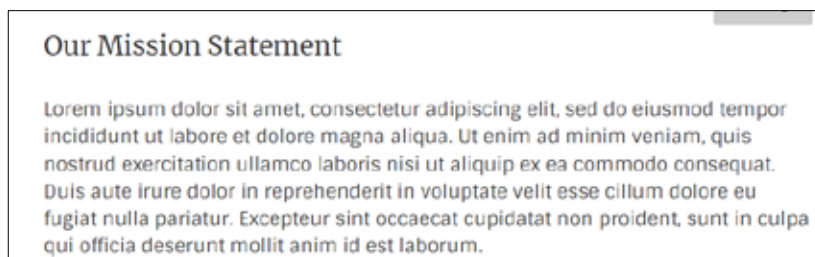 Our Mission Statement
Lorem ipsum dolor sit amet, consectetur adipiscing elit, sed do eiusmod tempor
incididunt ut labore et dolore magna aliqua. Ut enim ad minim veniam, quis
nostrud exercitation ullamco laboris nisi ut aliquip ex ea commodo consequat.
Duis aute irure dolor in reprehenderit in voluptate velit esse cillum dolore eu
fugiat nulla pariatur. Excepteur sint occaecat cupidatat non proident, sunt in culpa
qui officia deserunt mollit anim id est laborum.